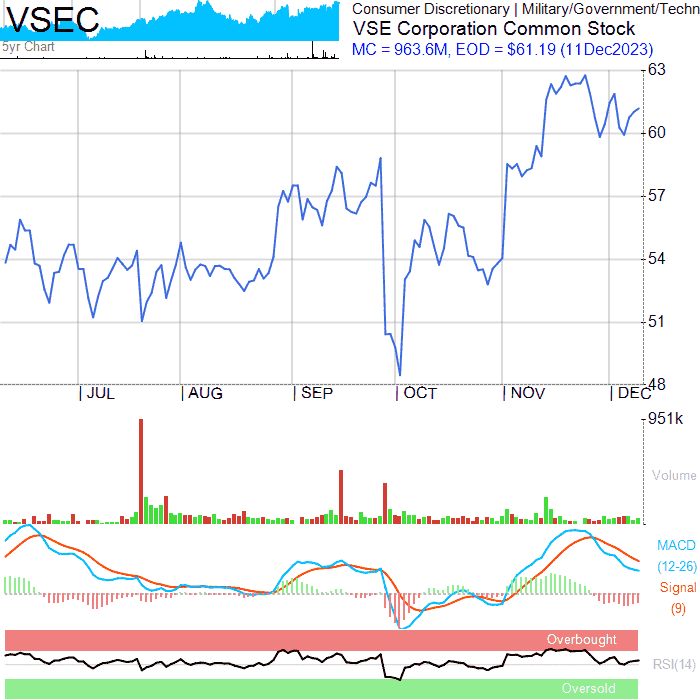 VSEC
5yr Chart
Consumer Discretionary | Military/Government/Techn
VSE Corporation Common Stock
MC = 963.6M, EOD = $61.19 (11Dec2023)
63
60
57
54
51
48
JUL
AUG
SEP
OCT
NOV
DEC
951k
Volume
MACD
(12-26)
Signal
(9)
Overbought
RSI(14)
Oversold